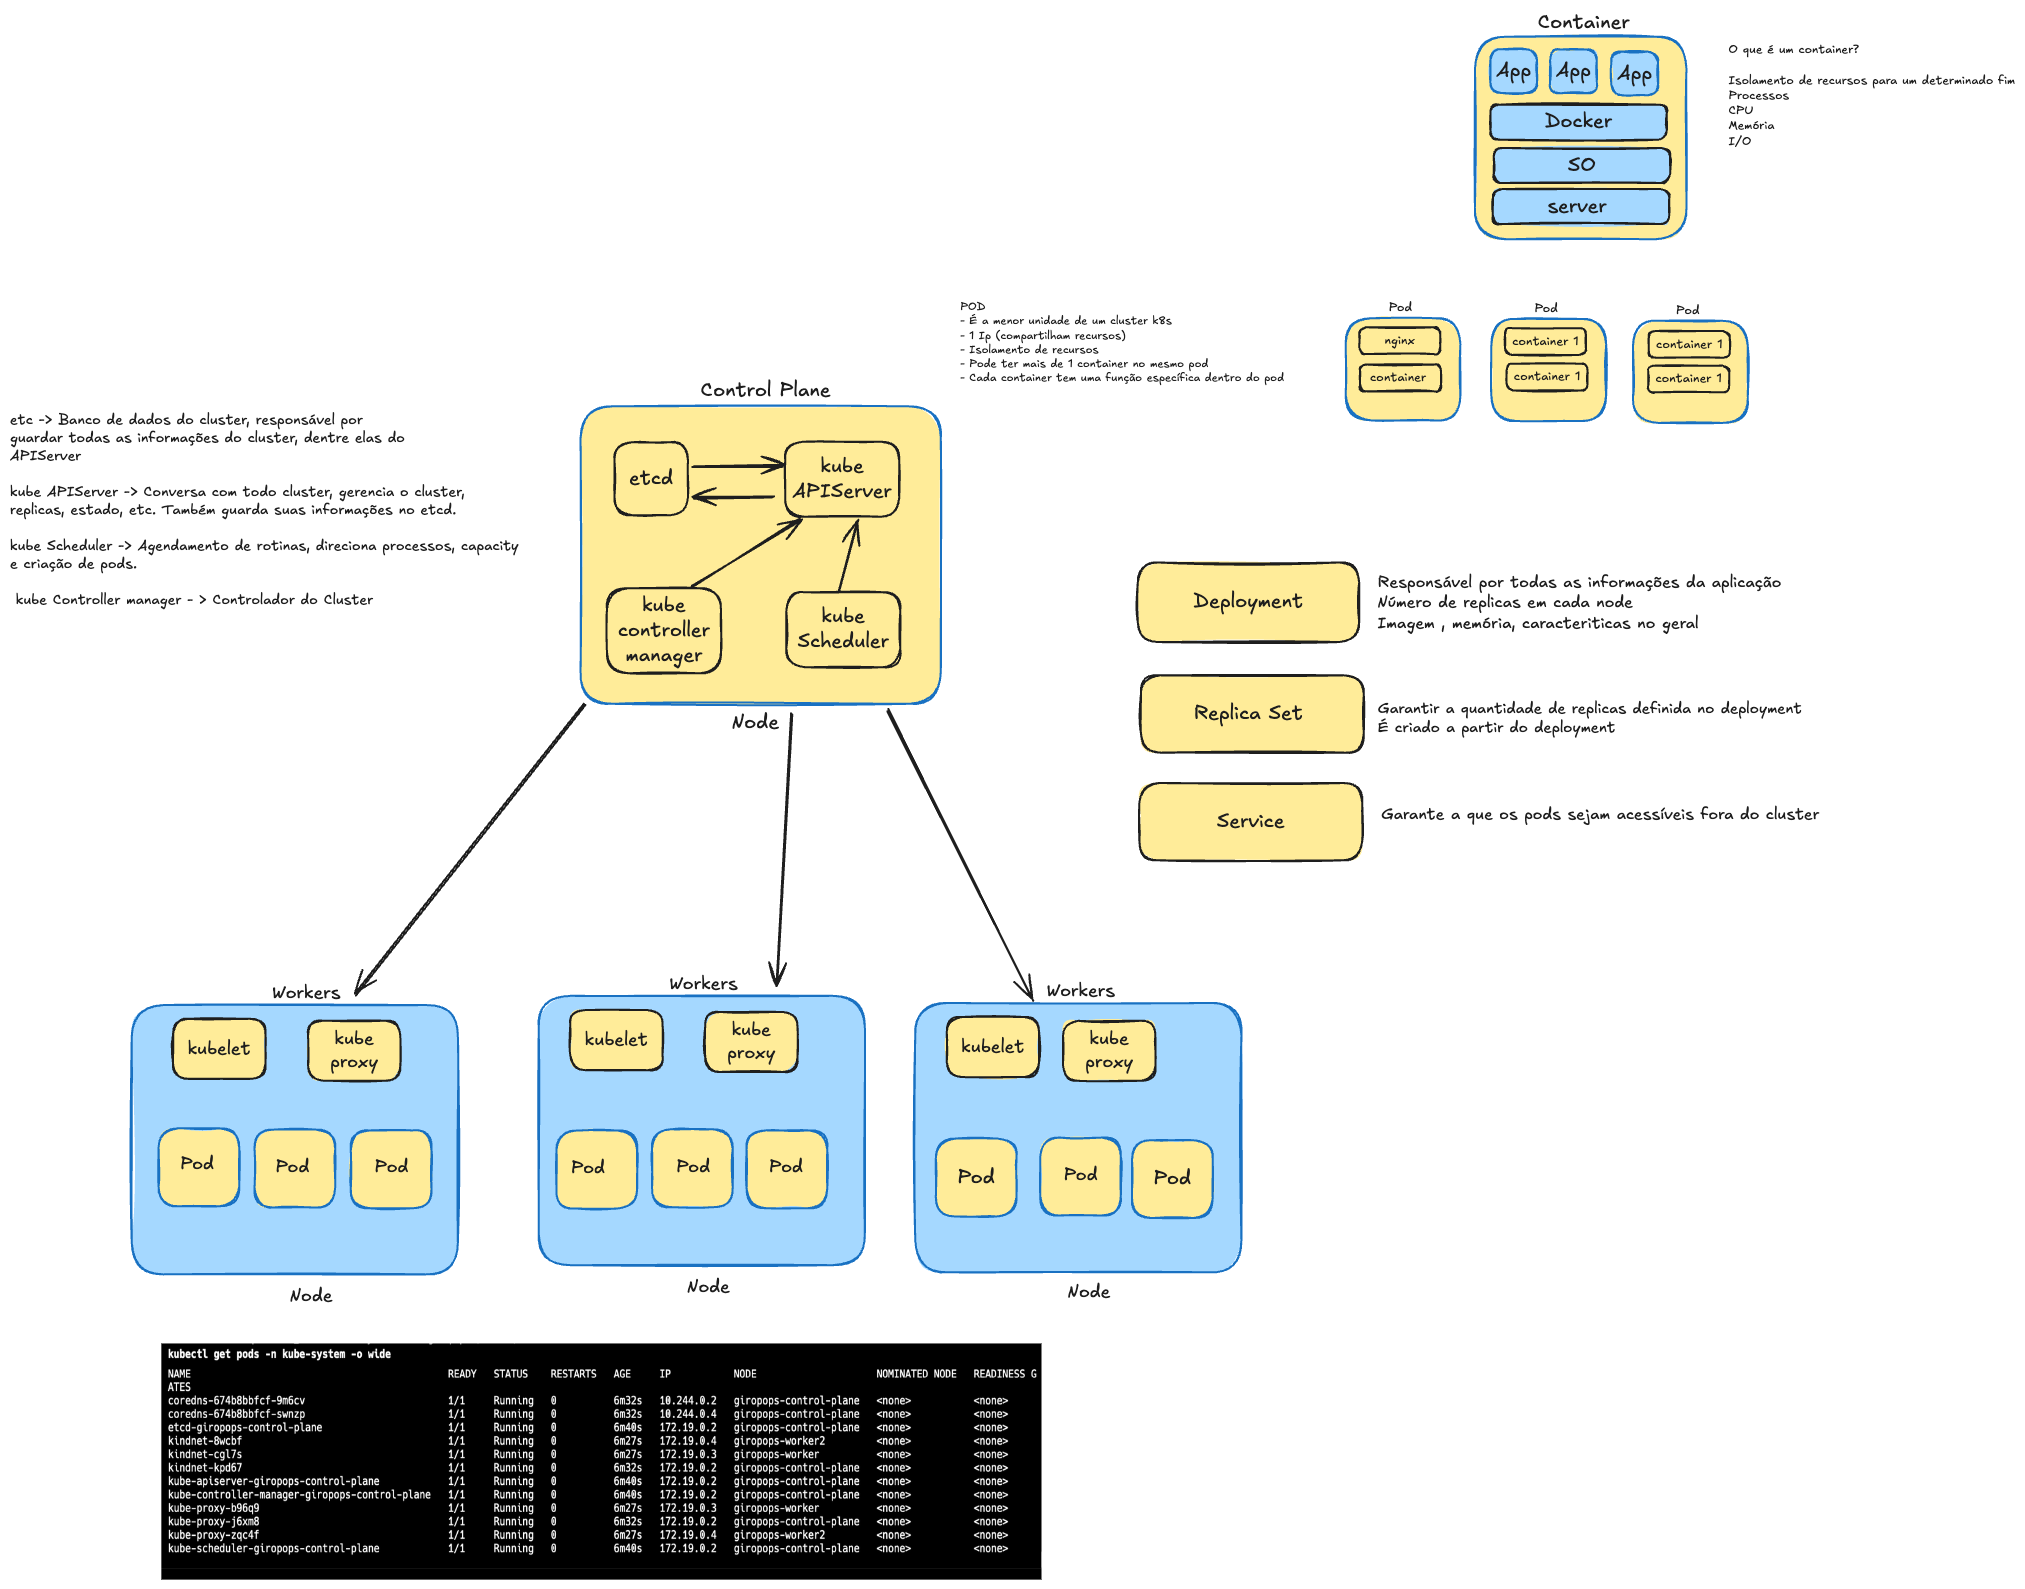 Container
App
App
App
Docker
SO
server
O que é um container?
Isolamento de recursos para um determinado fim
Processos
CPU
Memória
I/O
POD
- É a menor unidade de um cluster k8s
- 1 Ip (compartilham recursos)
- Isolamento de recursos
- Pode ter mais de 1 container no mesmo pod
- Cada container tem uma função específica dentro do pod
Pod
nginx
container
Pod
container 1
container 1
Pod
container 1
container 1
etc -> Banco de dados do cluster, responsável por
guardar todas as informações do cluster, dentre elas do
APIServer
kube APIServer -> Conversa com todo cluster, gerencia o cluster,
replicas, estado, etc. Também guarda suas informações no etcd.
kube Scheduler -> Agendamento de rotinas, direciona processos, capacity
e criação de pods.
kube Controller manager - > Controlador do Cluster
Control Plane
etcd
kube
APIServer
kube
controller
manager
kube
Scheduler
Node
Deployment
Responsável por todas as informações da aplicação
Número de replicas em cada node
Imagem , memória, caracteriticas no geral
Replica Set
Garantir a quantidade de replicas definida no deployment
É criado a partir do deployment
Service
Garante a que os pods sejam acessíveis fora do cluster
Workers
kubelet
kube
proxy
Pod
Pod
Pod
Node
Workers
kubelet
kube
proxy
Pod
Pod
Pod
Node
Workers
kubelet
kube
proxy
Pod
Pod
Pod
Node
kubectl get pods -n kube-system -o wide
NAME READY STATUS RESTARTS AGE IP NODE NOMINATED NODE READINESS G
ATES
coredns-674b8bbfcf-9m6cv 1/1 Running 0 6m32s 10.244.0.2 giropops-control-plane <none> <none>
coredns-674b8bbfcf-swnzp 1/1 Running 0 6m32s 10.244.0.4 giropops-control-plane <none> <none>
etcd-giropops-control-plane 1/1 Running 0 6m40s 172.19.0.2 giropops-control-plane <none> <none>
kindnet-8wcbf 1/1 Running 0 6m27s 172.19.0.4 giropops-worker2 <none> <none>
kindnet-cgl7s 1/1 Running 0 6m27s 172.19.0.3 giropops-worker <none> <none>
kindnet-kpd67 1/1 Running 0 6m32s 172.19.0.2 giropops-control-plane <none> <none>
kube-apiserver-giropops-control-plane 1/1 Running 0 6m40s 172.19.0.2 giropops-control-plane <none> <none>
kube-controller-manager-giropops-control-plane 1/1 Running 0 6m40s 172.19.0.2 giropops-control-plane <none> <none>
kube-proxy-b96q9 1/1 Running 0 6m27s 172.19.0.3 giropops-worker <none> <none>
kube-proxy-j6xm8 1/1 Running 0 6m32s 172.19.0.2 giropops-control-plane <none> <none>
kube-proxy-zqc4f 1/1 Running 0 6m27s 172.19.0.4 giropops-worker2 <none> <none>
kube-scheduler-giropops-control-plane 1/1 Running 0 6m40s 172.19.0.2 giropops-control-plane <none> <none>